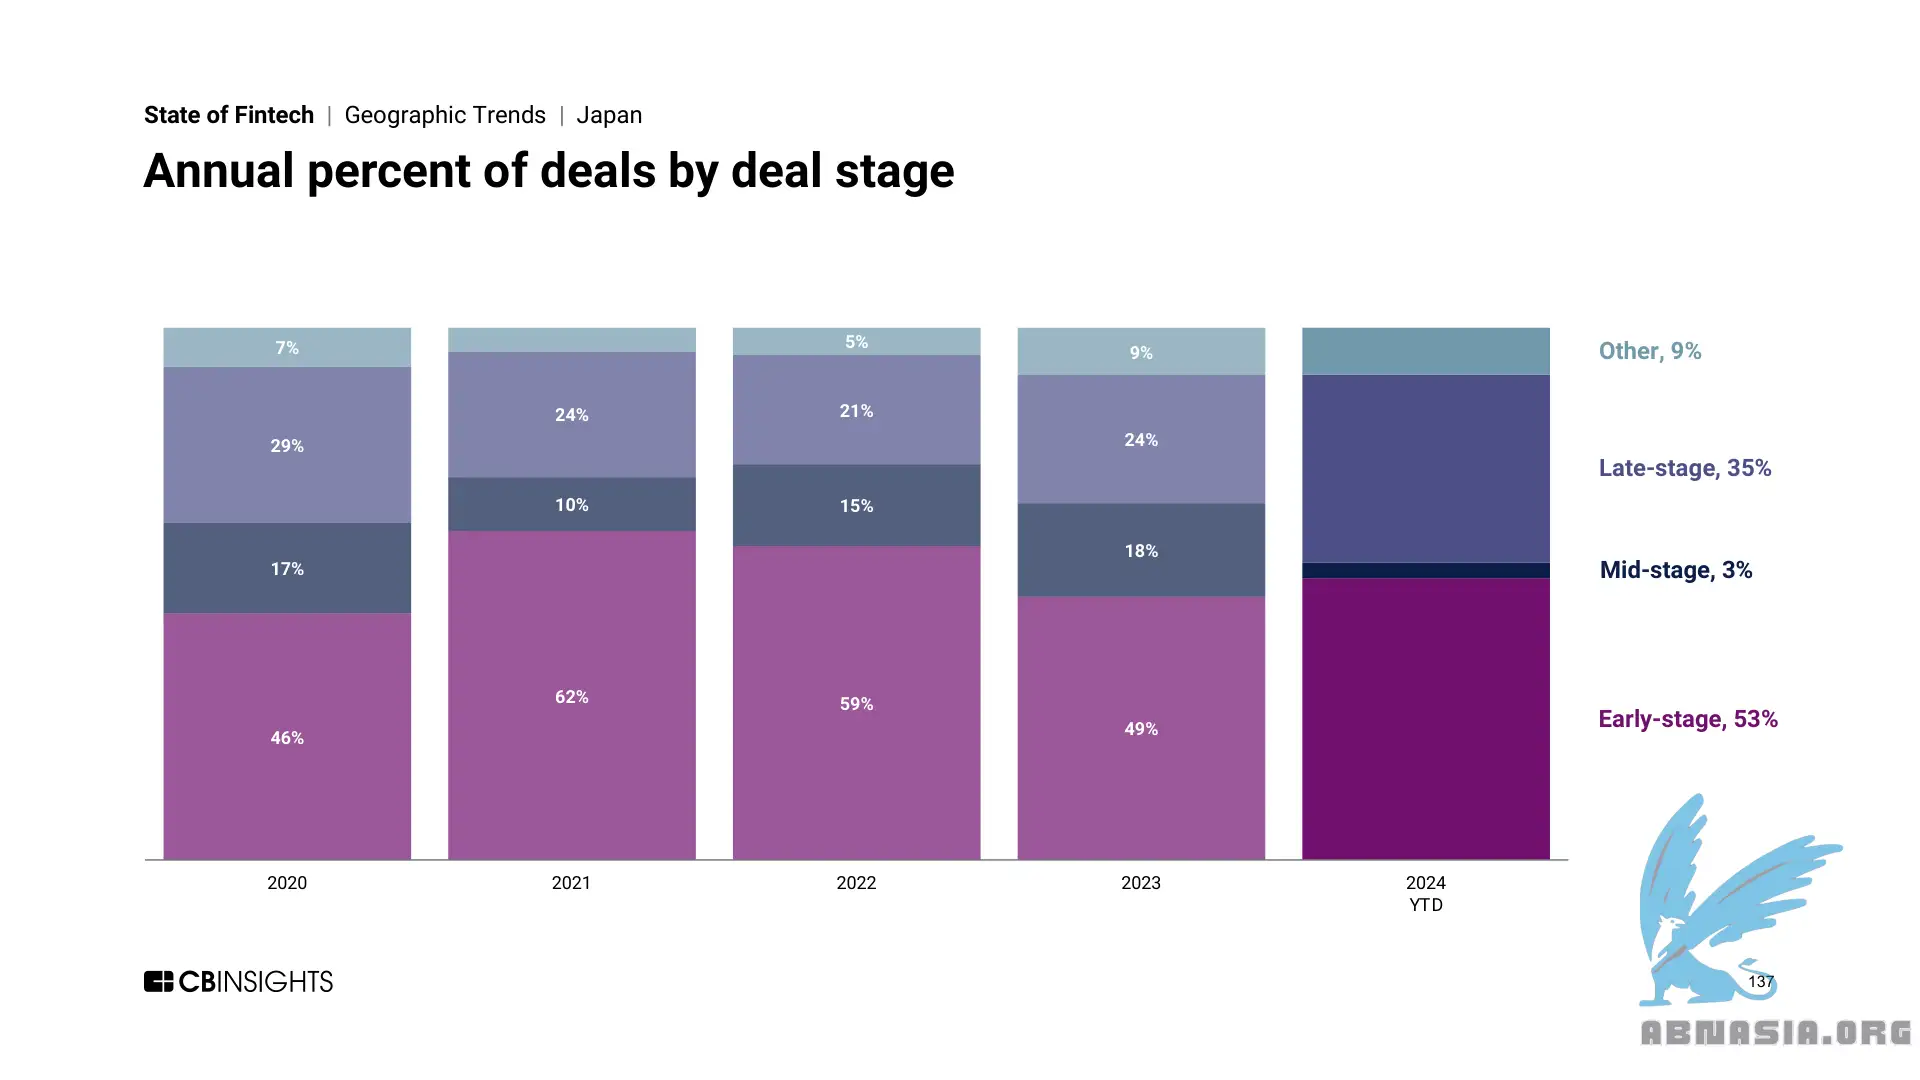 State of Fintech | Geographic Trends | Japan
Annual percent of deals by deal stage
7%
29%
17%
46%
24%
10%
62%
5%
21%
15%
59%
9%
24%
18%
49%
Other, 9%
Late-stage, 35%
Mid-stage, 3%
Early-stage, 53%
2020
2021
2022
2023
2024
YTD
CBINSIGHTS
137
ABNASIA.ORG